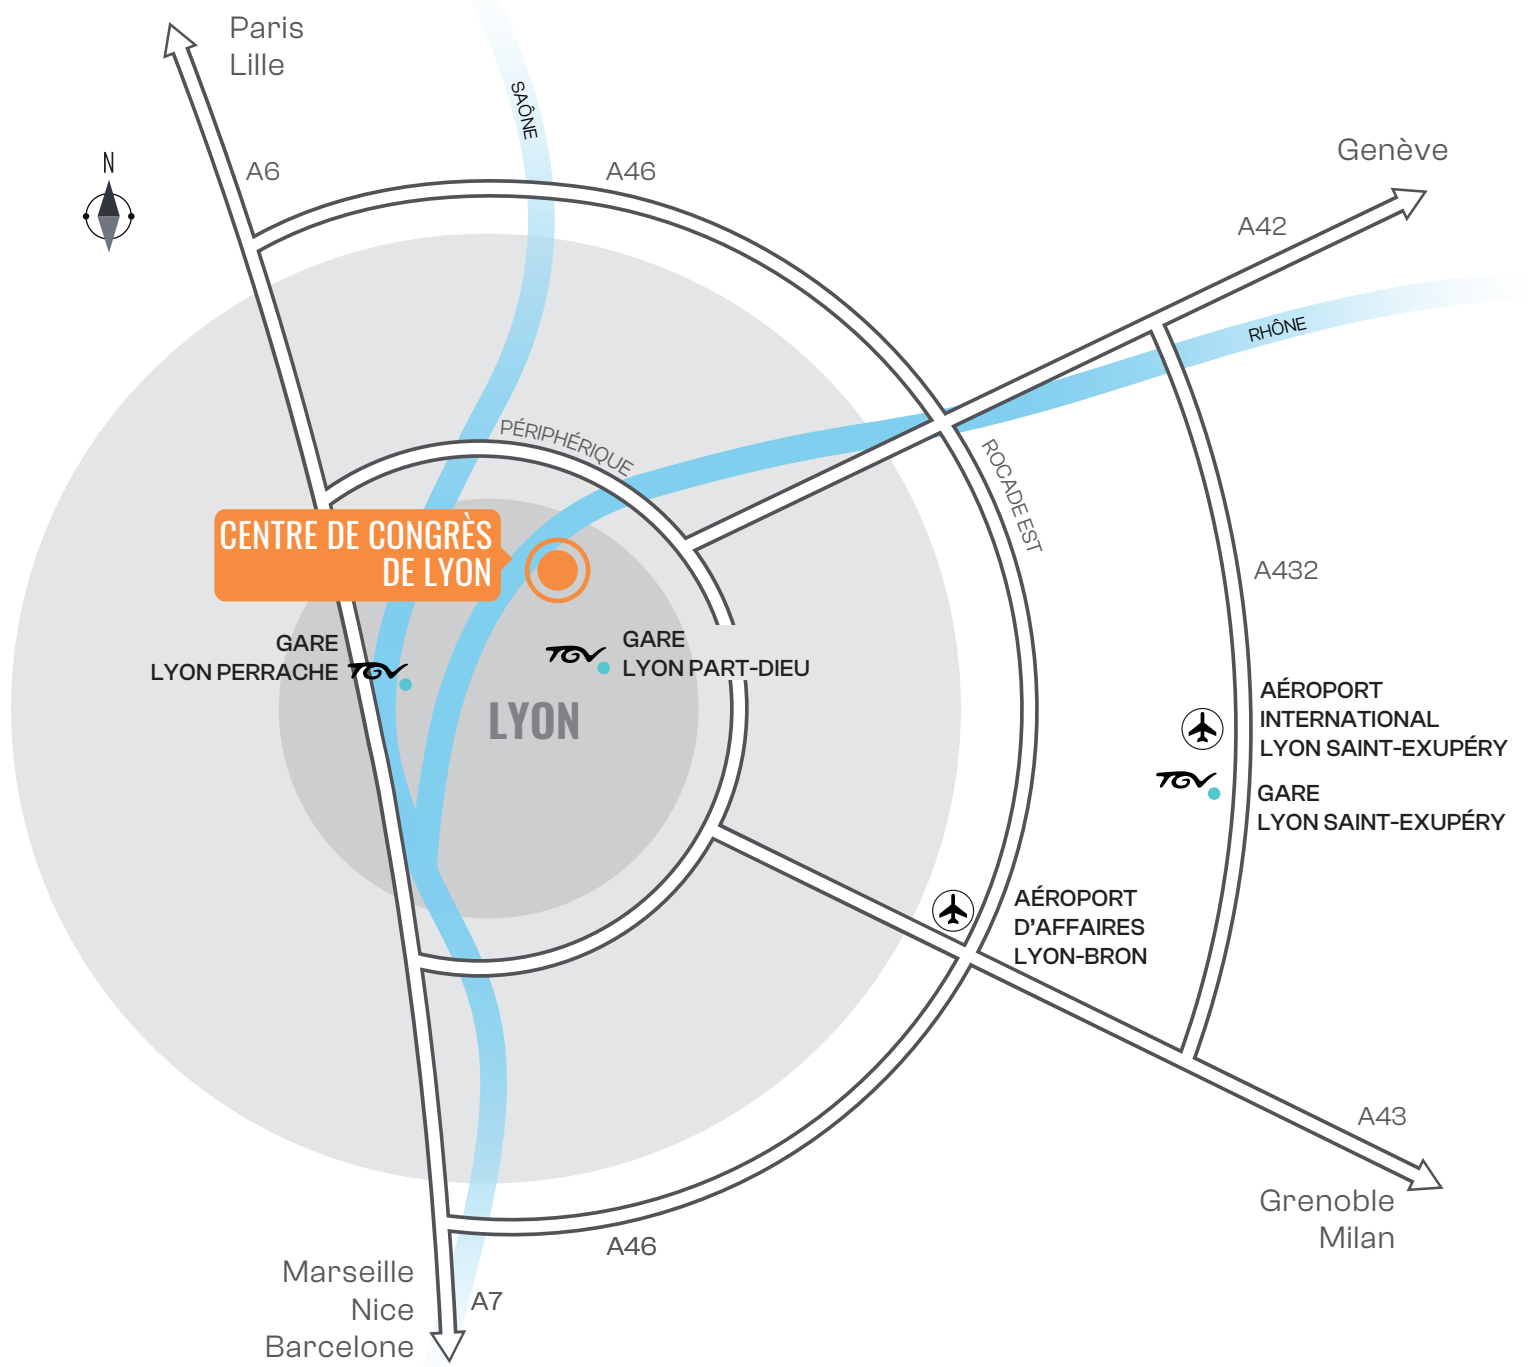 Paris
Lille
SAÔNE
N
A6
A46
Genève
A42
RHÔNE
PÉRIPHÉRIQUE
ROCADE EST
CENTRE DE CONGRÈS
DE LYON
A432
GARE
LYON PERRACHE
TGV
TGV
GARE
LYON PART-DIEU
LYON
AÉROPORT
INTERNATIONAL
LYON SAINT-EXUPÉRY
TGV
GARE
LYON SAINT-EXUPÉRY
AÉROPORT
D'AFFAIRES
LYON-BRON
A43
Grenoble
Milan
A46
Marseille
Nice
Barcelone
A7